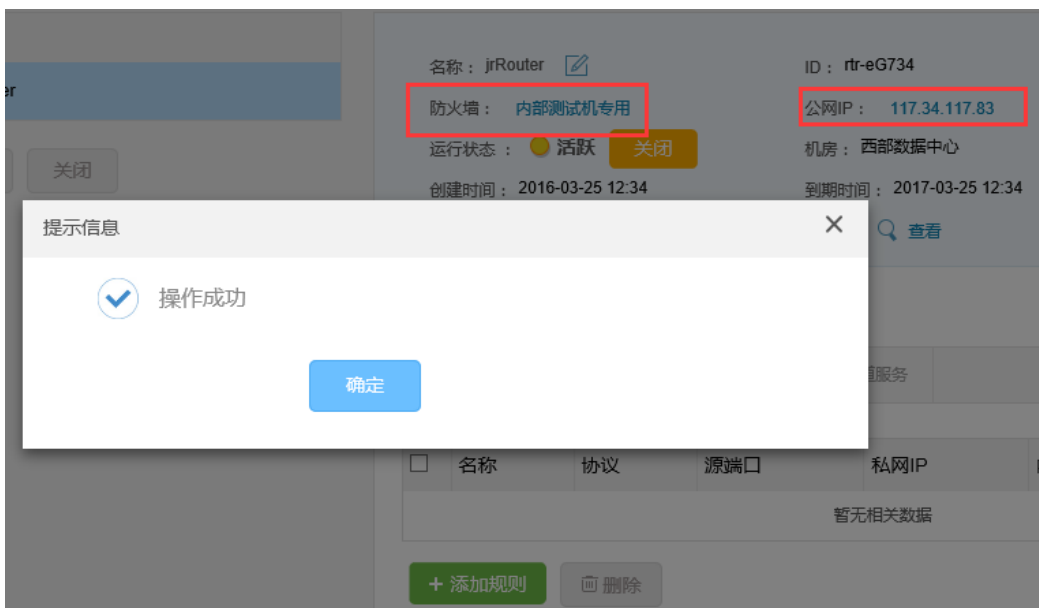 名称： jrRouter
ID： rtr-eG734
er
防火墙： 内部测试机专用
公网IP： 117.34.117.83
运行状态： 活跃 关闭
机房： 西部数据中心
关闭
创建时间： 2016-03-25 12:34
到期时间： 2017-03-25 12:34
提示信息
查看
操作成功
确定
服务
名称 协议 源端口 私网IP
暂无相关数据
+ 添加规则 删除